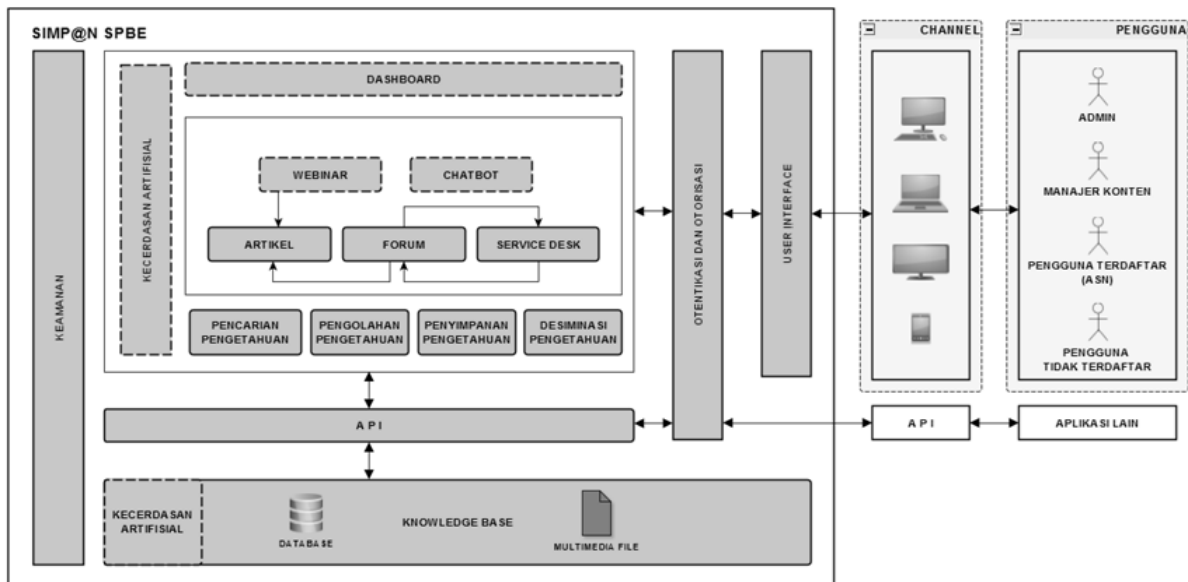 SIMP@N SPBE
KEAMANAN
KECERDASAN ARTIFISIAL
DASHBOARD
WEBINAR
CHATBOT
ARTIKEL
FORUM
SERVICE DESK
PENCARIAN
PENGETAHUAN
PENGOLAHAN
PENGETAHUAN
PENYIMPANAN
PENGETAHUAN
DESIMINASI
PENGETAHUAN
API
KECERDASAN
ARTIFISIAL
DATABASE
KNOWLEDGE BASE
MULTIMEDIA FILE
OTENTIKASI DAN OTORISASI
USER INTERFACE
CHANNEL
API
PENGGUNA
ADMIN
MANAJER KONTEN
PENGGUNA TERDAFTAR
(ASN)
PENGGUNA
TIDAK TERDAFTAR
APLIKASI LAIN